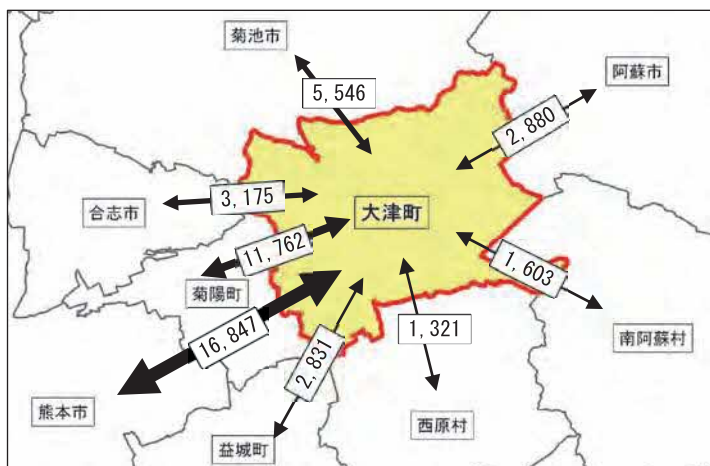 菊池市
阿蘇市
5,546
2,880
合志市
3,175
大津町
11,762
菊陽町
1,603
16,847
2,831
1,321
南阿蘇村
熊本市
益城町
西原村